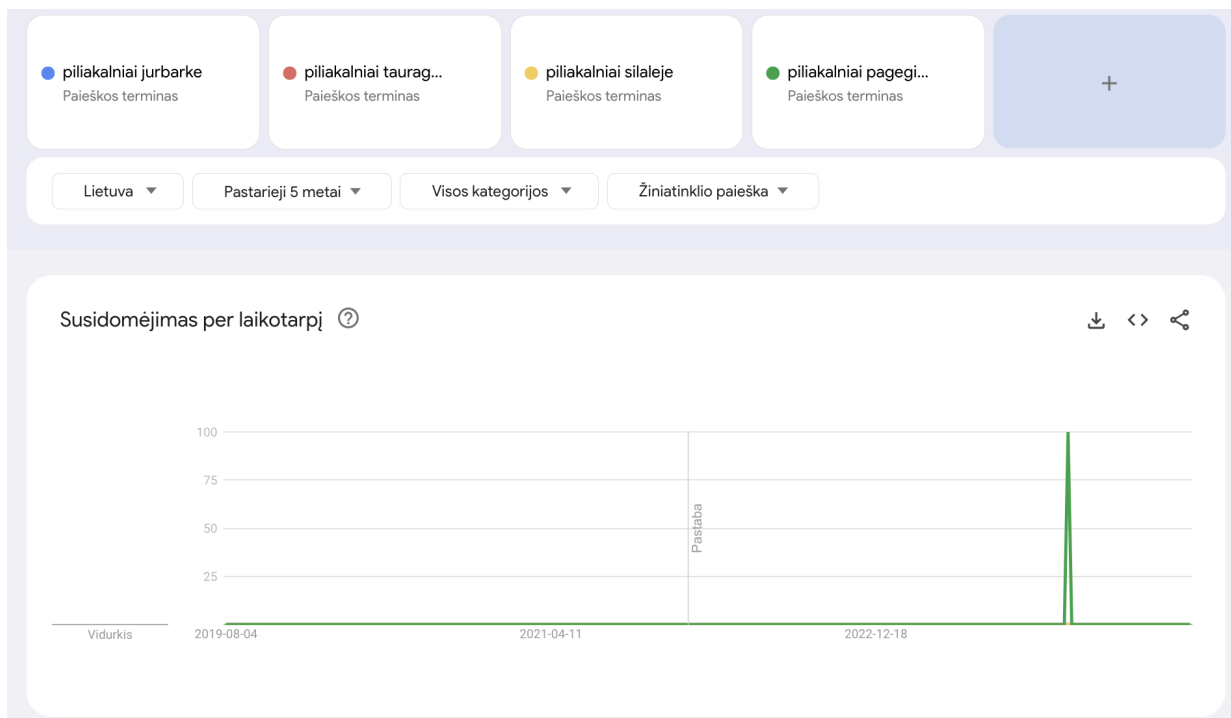 piliakalniai jurbarke
Paieškos terminas
piliakalniai taurag...
Paieškos terminas
piliakalniai silaleje
Paieškos terminas
piliakalniai pagegi...
Paieškos terminas
+
Lietuva
Pastarieji 5 metai
Visos kategorijos
Žiniatinklio paieška
Susidomėjimas per laikotarpį ?
100
75
50
25
Pastaba
Vidurkis
2019-08-04
2021-04-11
2022-12-18